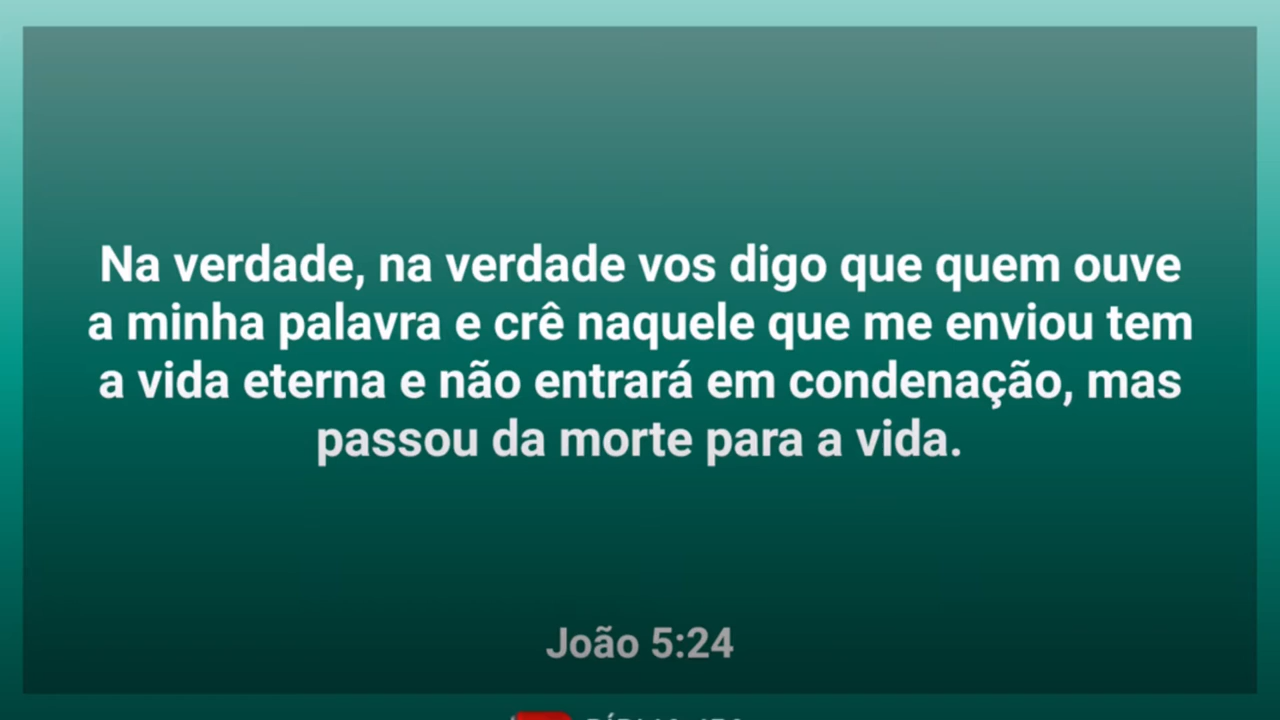 Na verdade, na verdade vos digo que quem ouve
a minha palavra e crê naquele que me enviou tem
a vida eterna e não entrará em condenação, mas
passou da morte para a vida.
João 5:24